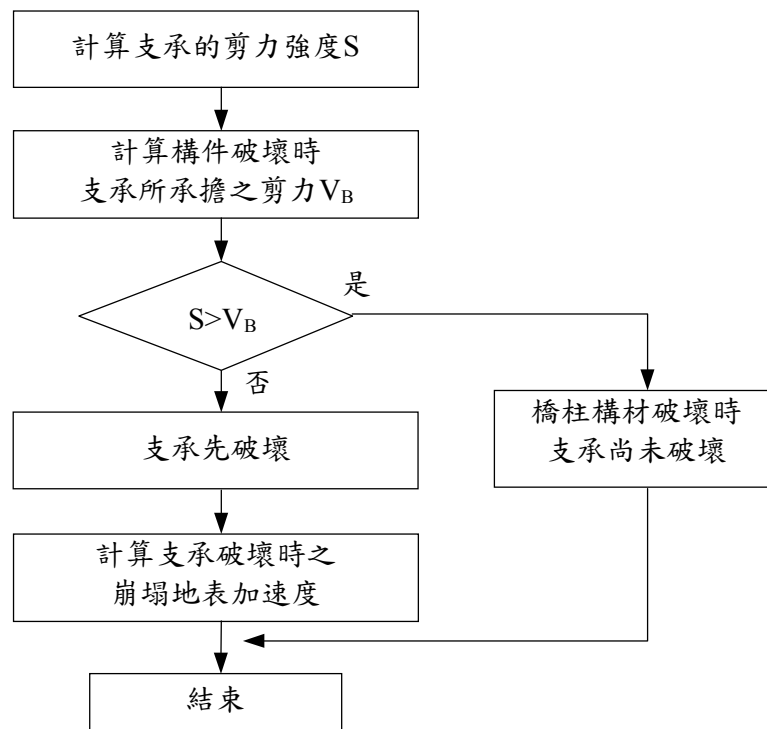 計算支承的剪力強度S
計算構件破壞時
支承所承擔之剪力V_B
S>V_B
是
否
支承先破壞
橋柱構材破壞時
支承尚未破壞
計算支承破壞時之
崩塌地表加速度
結束